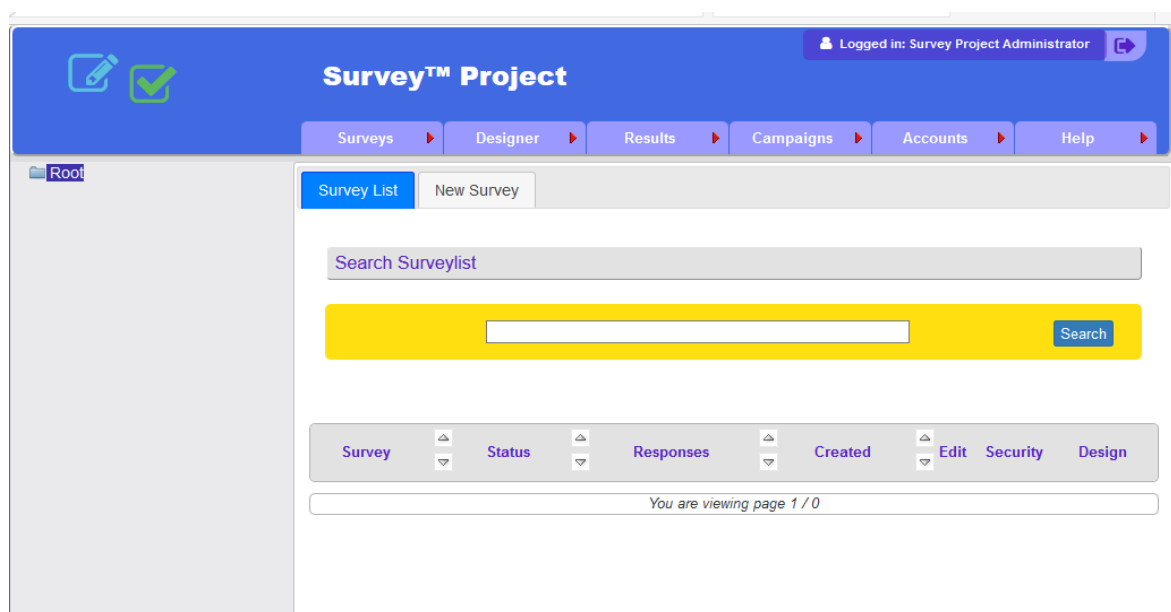 Logged in: Survey Project Administrator
Survey™ Project
Surveys Designer Results Campaigns Accounts Help
Root
Survey List New Survey
Search Surveylist
Search
Survey Status Responses Created Edit Security Design
You are viewing page 1 / 0